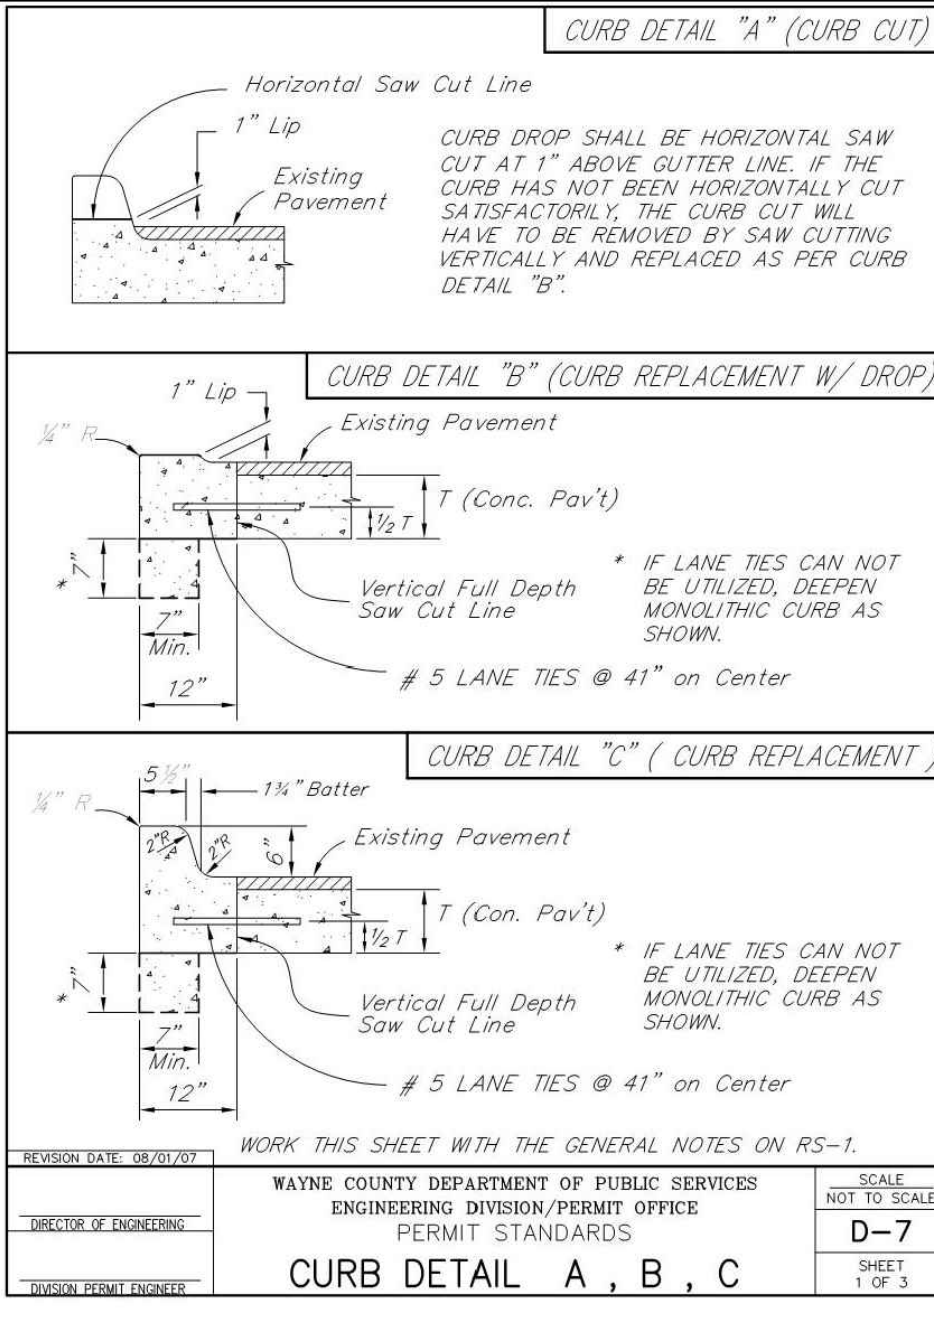 CURB DETAIL "A" (CURB CUT)
Horizontal Saw Cut Line
1" Lip
Existing
Pavement
CURB DROP SHALL BE HORIZONTAL SAW
CUT AT 1" ABOVE GUTTER LINE. IF THE
CURB HAS NOT BEEN HORIZONTALLY CUT
SATISFACTORILY, THE CURB CUT WILL
HAVE TO BE REMOVED BY SAW CUTTING
VERTICALLY AND REPLACED AS PER CURB
DETAIL "B".
CURB DETAIL "B" (CURB REPLACEMENT W/ DROP)
1" Lip
¼" R
Existing Pavement
T (Conc. Pav't)
½ T
* 7"
7"
Min.
12"
Vertical Full Depth
Saw Cut Line
# 5 LANE TIES @ 41" on Center
* IF LANE TIES CAN NOT
BE UTILIZED, DEEPEN
MONOLITHIC CURB AS
SHOWN.
CURB DETAIL "C" ( CURB REPLACEMENT )
5 ½"
1¾" Batter
¼" R
2"R
2"R
6"
Existing Pavement
T (Con. Pav't)
½ T
* 7"
7"
Min.
12"
Vertical Full Depth
Saw Cut Line
# 5 LANE TIES @ 41" on Center
* IF LANE TIES CAN NOT
BE UTILIZED, DEEPEN
MONOLITHIC CURB AS
SHOWN.
WORK THIS SHEET WITH THE GENERAL NOTES ON RS-1.
REVISION DATE: 08/01/07
DIRECTOR OF ENGINEERING
DIVISION PERMIT ENGINEER
WAYNE COUNTY DEPARTMENT OF PUBLIC SERVICES
ENGINEERING DIVISION/PERMIT OFFICE
PERMIT STANDARDS
CURB DETAIL A , B , C
SCALE
NOT TO SCALE
D-7
SHEET
1 OF 3